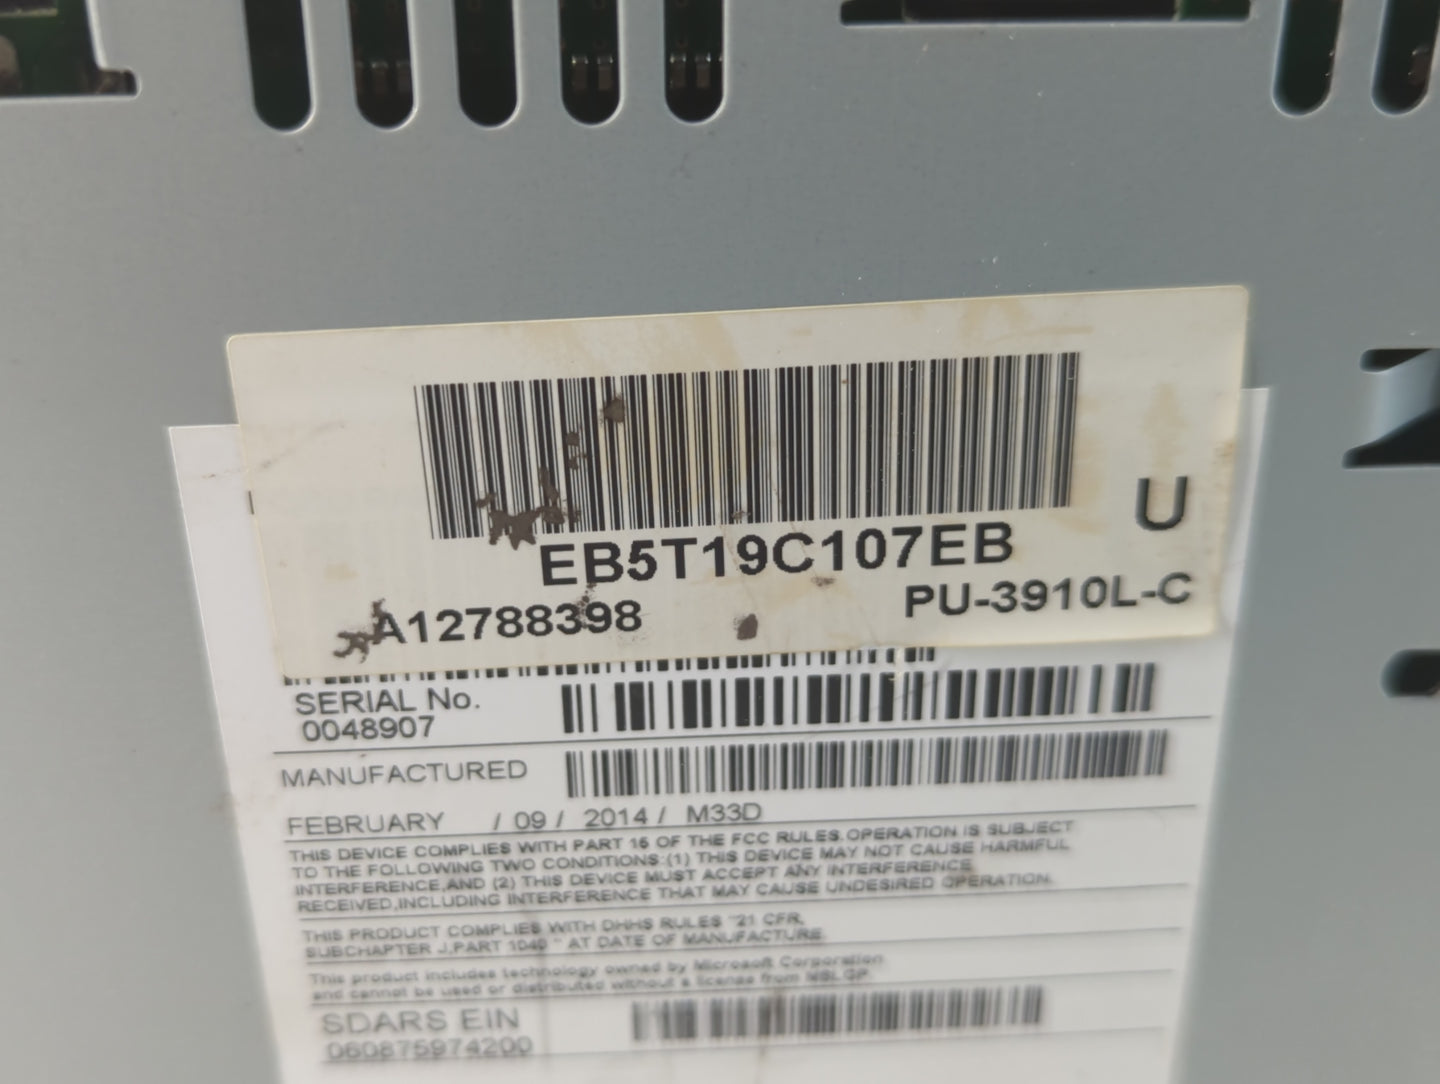 EB5T19C107EB
U
A12788398
PU-3910L-C
SERIAL No.
0048907
MANUFACTURED
FEBRUARY / 09 / 2014 / M33D
THIS DEVICE COMPLIES WITH PART 15 OF THE FCC RULES.OPERATION IS SUBJECT
TO THE FOLLOWING TWO CONDITIONS:(1) THIS DEVICE MAY NOT CAUSE HARMFUL
INTERFERENCE,AND (2) THIS DEVICE MUST ACCEPT ANY INTERFERENCE
RECEIVED,INCLUDING INTERFERENCE THAT MAY CAUSE UNDESIRED OPERATION.
THIS PRODUCT COMPLIES WITH DHHS RULES "21 CFR,
SUBCHAPTER J,PART 1040 " AT DATE OF MANUFACTURE.
This product includes technology owned by Microsoft Corporation
and cannot be used or distributed without a license from MSLGP.
SDARS EIN
060875974200